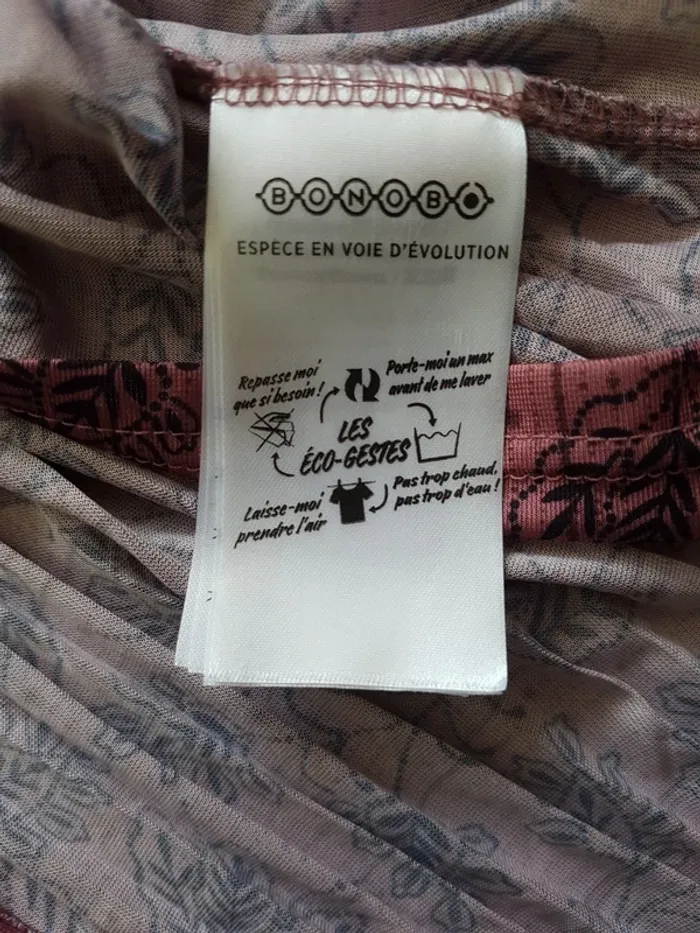 BONOBO
ESPÈCE EN VOIE D'ÉVOLUTION
Repasse moi
que si besoin !
Porte-moi un max
avant de me laver
LES
ÉCO-GESTES
Pas trop chaud,
pas trop d'eau !
Laisse-moi
prendre l'air